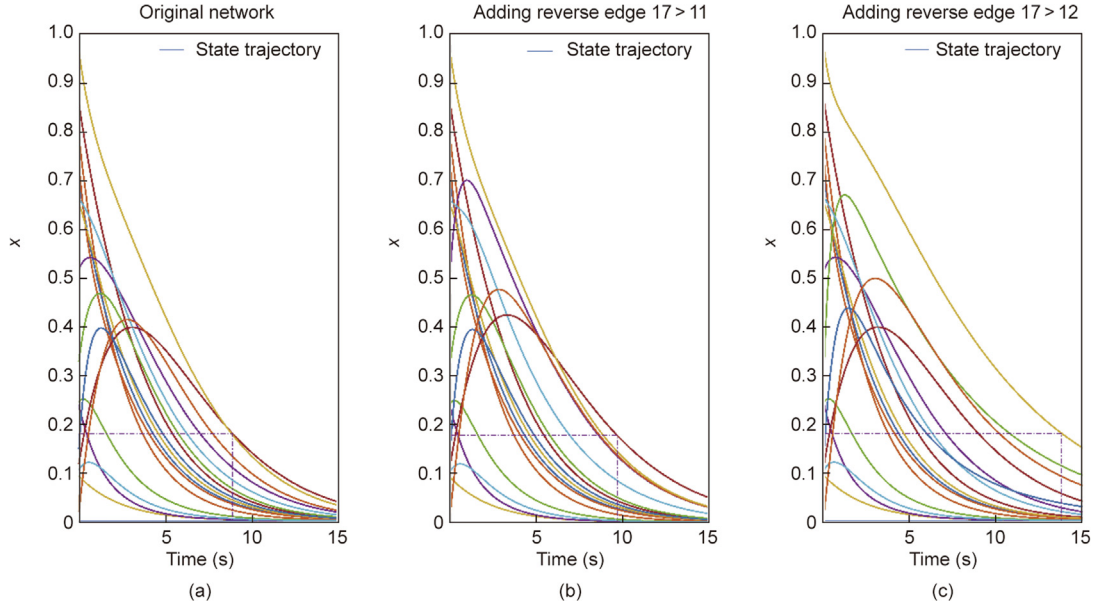 Original network
Adding reverse edge 17 > 11
Adding reverse edge 17 > 12
1.0
0.9
0.8
0.7
0.6
0.5
0.4
0.3
0.2
0.1
0
x
State trajectory
5
10
15
Time (s)
(a)
1.0
0.9
0.8
0.7
0.6
0.5
0.4
0.3
0.2
0.1
0
x
State trajectory
5
10
15
Time (s)
(b)
1.0
0.9
0.8
0.7
0.6
0.5
0.4
0.3
0.2
0.1
0
x
State trajectory
5
10
15
Time (s)
(c)